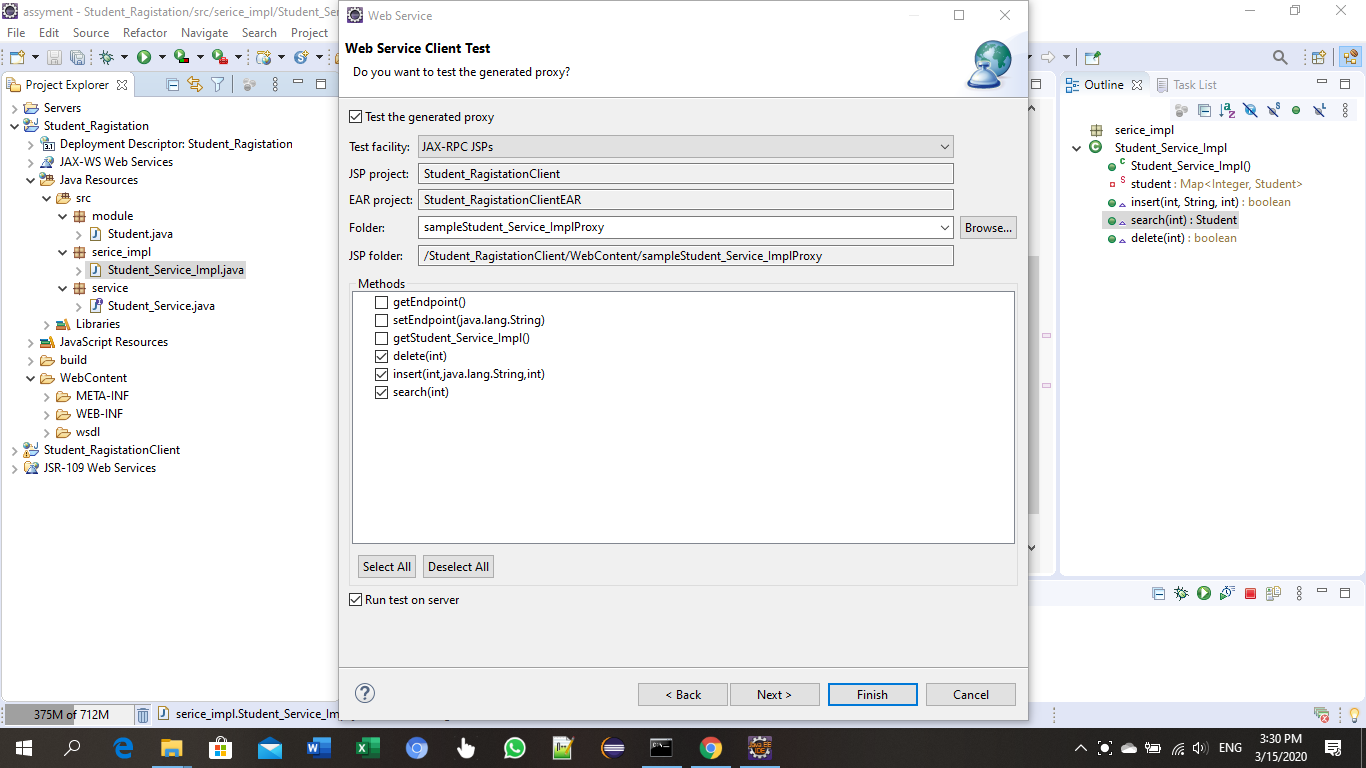 assyment - Student_Ragistation/src/serice_impl/Student_Se
File Edit Source Refactor Navigate Search Project
Project Explorer
Servers
Student_Ragistation
Deployment Descriptor: Student_Ragistation
JAX-WS Web Services
Java Resources
src
module
Student.java
serice_impl
Student_Service_Impl.java
service
Student_Service.java
Libraries
JavaScript Resources
build
WebContent
META-INF
WEB-INF
wsdl
Student_RagistationClient
JSR-109 Web Services
Web Service
Web Service Client Test
Do you want to test the generated proxy?
Test the generated proxy
Test facility: JAX-RPC JSPs
JSP project: Student_RagistationClient
EAR project: Student_RagistationClientEAR
Folder: sampleStudent_Service_ImplProxy Browse...
JSP folder: /Student_RagistationClient/WebContent/sampleStudent_Service_ImplProxy
Methods
getEndpoint()
setEndpoint(java.lang.String)
getStudent_Service_Impl()
delete(int)
insert(int,java.lang.String,int)
search(int)
Select All Deselect All
Run test on server
< Back Next > Finish Cancel
Outline Task List
serice_impl
Student_Service_Impl
Student_Service_Impl()
student : Map<Integer, Student>
insert(int, String, int) : boolean
search(int) : Student
delete(int) : boolean
375M of 712M serice_impl.Student_Service_Im
ENG 3:30 PM
3/15/2020